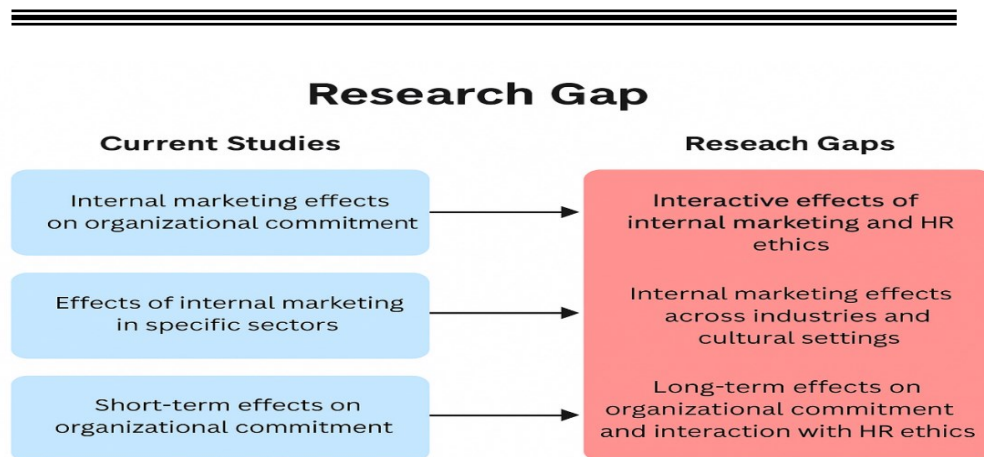 Research Gap
Current Studies
Reseach Gaps
Internal marketing effects
on organizational commitment
Interactive effects of
internal marketing and HR
ethics
Effects of internal marketing
in specific sectors
Internal marketing effects
across industries and
cultural settings
Short-term effects on
organizational commitment
Long-term effects on
organizational commitment
and interaction with HR ethics